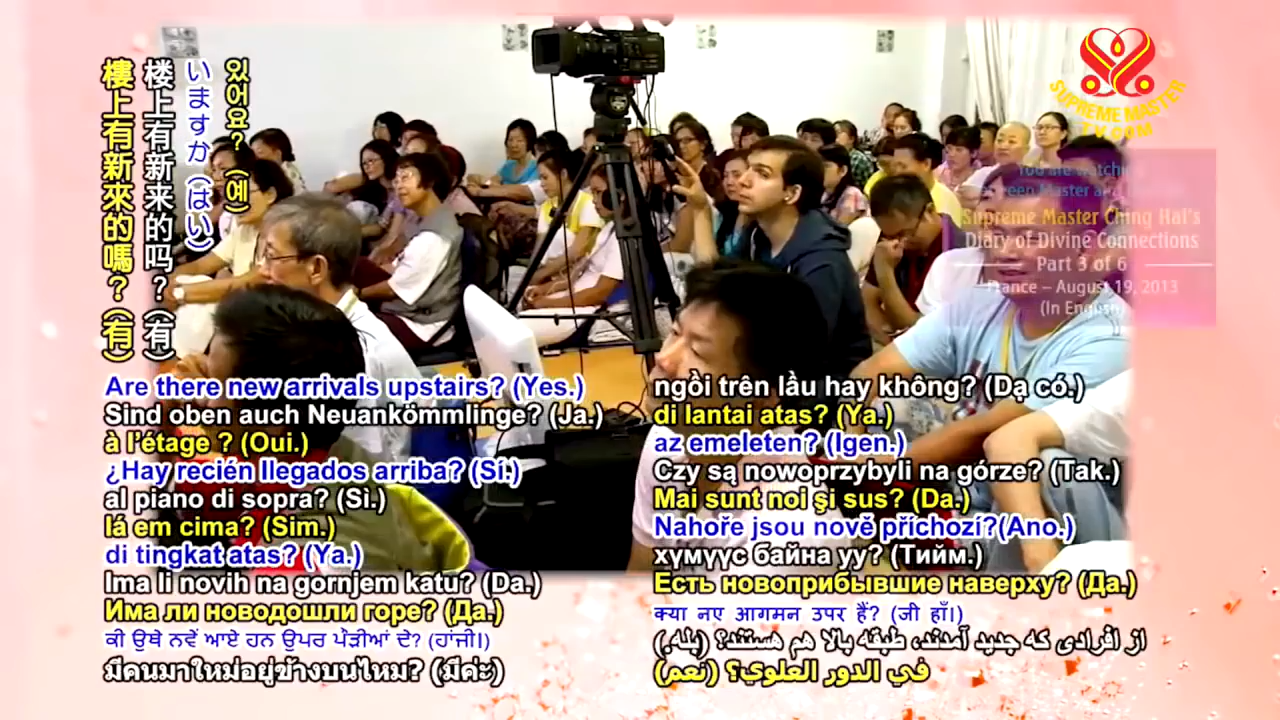 있어요? (예)
いますか (はい)
楼上有新来的吗？(有)
樓上有新來的嗎？(有)
SUPREME MASTER
TV.COM
You are watching
Between Master and
Supreme Master Ching Hai's
Diary of Divine Connections
Part 3 of 6
France – August 19, 2013
(In English)
Are there new arrivals upstairs? (Yes.)
Sind oben auch Neuankömmlinge? (Ja.)
à l'étage ? (Oui.)
¿Hay recién llegados arriba? (Sí.)
al piano di sopra? (Sì.)
lá em cima? (Sim.)
di tingkat atas? (Ya.)
Ima li novih na gornjem katu? (Da.)
Има ли новодошли горе? (Да.)
ਕੀ ਉਥੇ ਨਵੇਂ ਆਏ ਹਨ ਉਪਰ ਪੌੜੀਆਂ ਦੇ? (ਹਾਂਜੀ।)
มีคนมาใหม่อยู่ข้างบนไหม? (มีค่ะ)
ngồi trên lầu hay không? (Dạ có.)
di lantai atas? (Ya.)
az emeleten? (Igen.)
Czy są nowoprzybyli na górze? (Tak.)
Mai sunt noi şi sus? (Da.)
Nahoře jsou nově příchozí?(Ano.)
хүмүүс байна уу? (Тийм.)
Есть новоприбывшие наверху? (Да.)
क्या नए आगमन उपर हैं? (जी हाँ।)
از افرادی که جدید آمدند، طبقه بالا هم هستند؟ (بله.)
في الدور العلوي؟ (نعم)